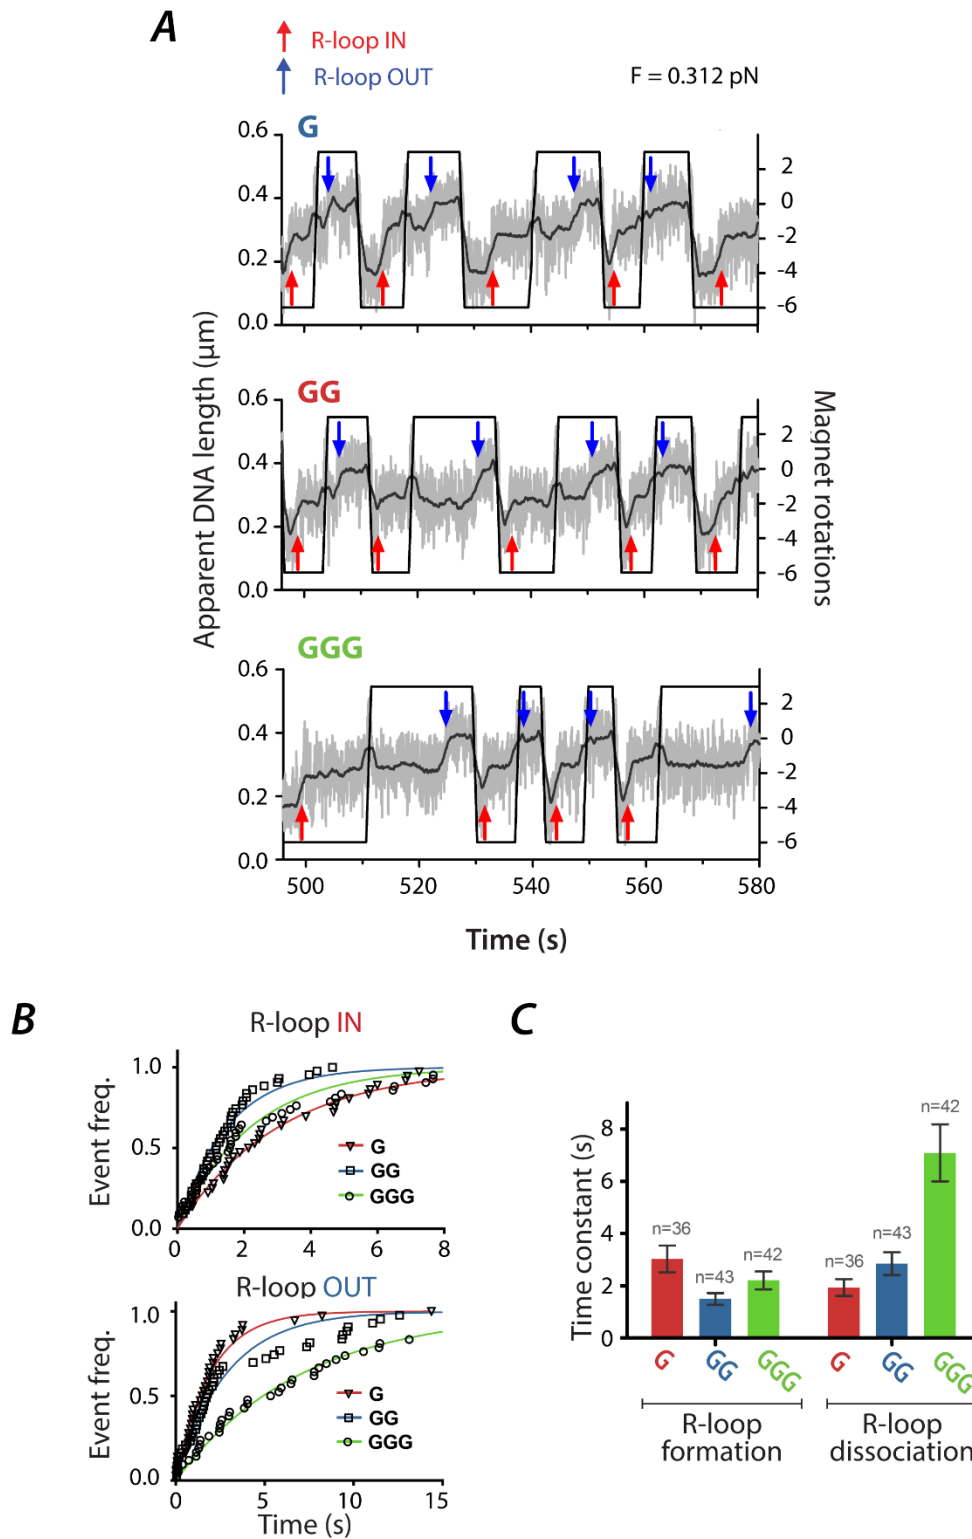 A
R-loop IN
R-loop OUT
F = 0.312 pN
G
0.6
0.4
0.2
0.0
2
0
-2
-4
-6
GG
0.6
0.4
0.2
0.0
2
0
-2
-4
-6
GGG
0.6
0.4
0.2
0.0
2
0
-2
-4
-6
Apparent DNA length (μm)
Magnet rotations
500 520 540 560 580
Time (s)
B
R-loop IN
Event freq.
1.0
0.5
0.0
G
GG
GGG
0 2 4 6 8
R-loop OUT
Event freq.
1.0
0.5
0.0
G
GG
GGG
0 5 10 15
Time (s)
C
Time constant (s)
8
6
4
2
0
n=36
n=43
n=42
n=36
n=43
n=42
G GG GGG G GG GGG
R-loop formation
R-loop dissociation